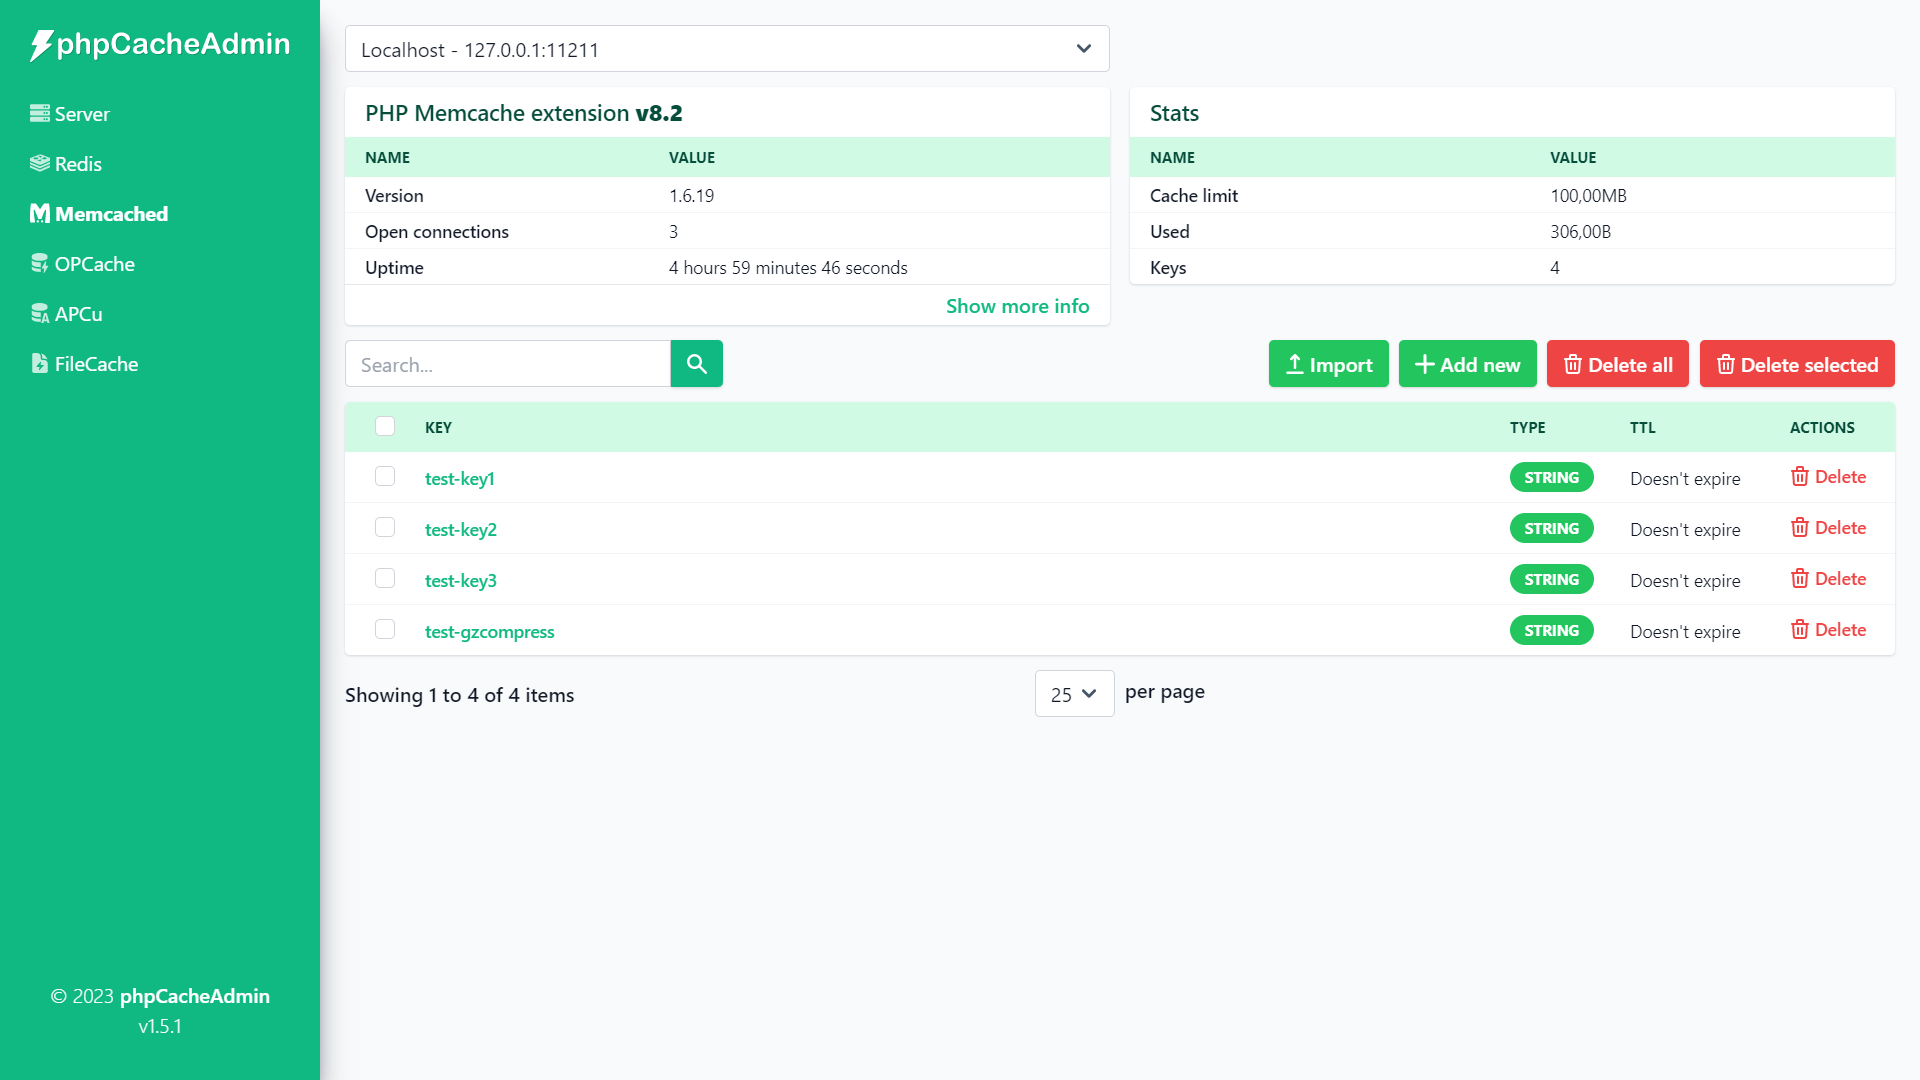 phpCacheAdmin
Server
Redis
Memcached
OPCache
APCu
FileCache
© 2023 phpCacheAdmin
v1.5.1
Localhost - 127.0.0.1:11211
PHP Memcache extension v8.2
NAME VALUE
Version 1.6.19
Open connections 3
Uptime 4 hours 59 minutes 46 seconds
Show more info
Stats
NAME VALUE
Cache limit 100,00MB
Used 306,00B
Keys 4
Search...
Import
Add new
Delete all
Delete selected
KEY TYPE TTL ACTIONS
test-key1 STRING Doesn't expire Delete
test-key2 STRING Doesn't expire Delete
test-key3 STRING Doesn't expire Delete
test-gzcompress STRING Doesn't expire Delete
Showing 1 to 4 of 4 items
25 per page